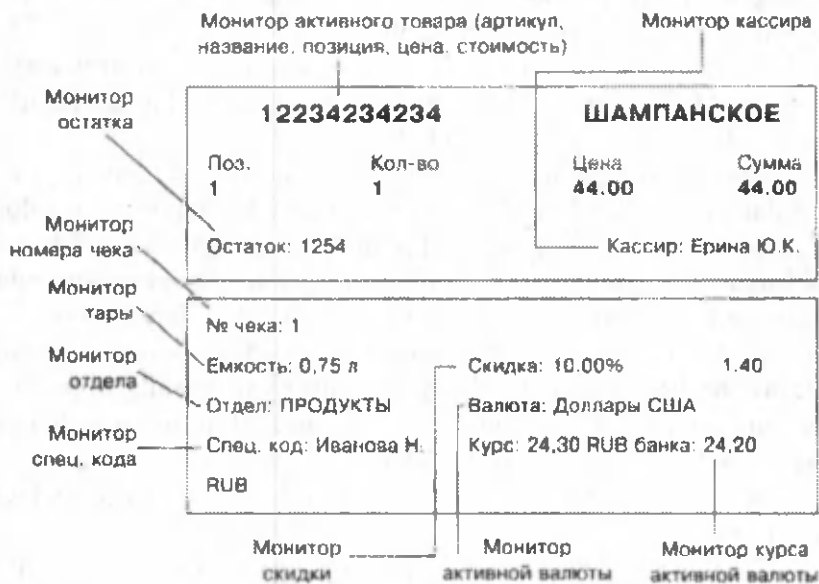 Монитор активного товара (артикул,
название, позиция, цена, стоимость)
Монитор кассира
Монитор
остатка
12234234234
ШАМПАНСКОЕ
Поз.
Кол-во
Цена
Сумма
1
1
44.00
44.00
Остаток: 1254
Кассир: Ерина Ю.К.
Монитор
номера чека
Монитор
тары
Монитор
отдела
Монитор
спец. кода
№ чека: 1
Емкость: 0,75 л
Скидка: 10.00%
1.40
Отдел: ПРОДУКТЫ
Валюта: Доллары США
Спец. код: Иванова Н.
Курс: 24,30 RUB банка: 24,20
RUB
Монитор
скидки
Монитор
активной валюты
Монитор курса
активной валюты